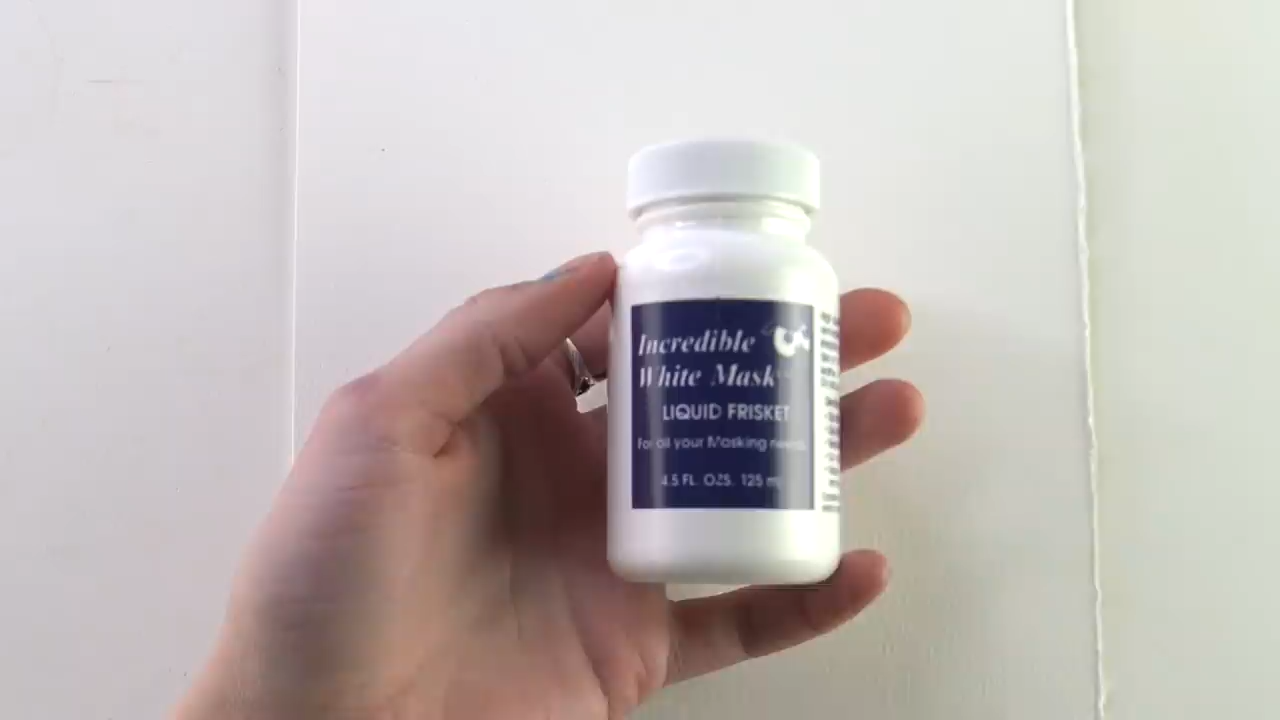 Incredible
White Mask
LIQUID FRISKET
For all your Masking needs
4.5 FL. OZS. 125 ml